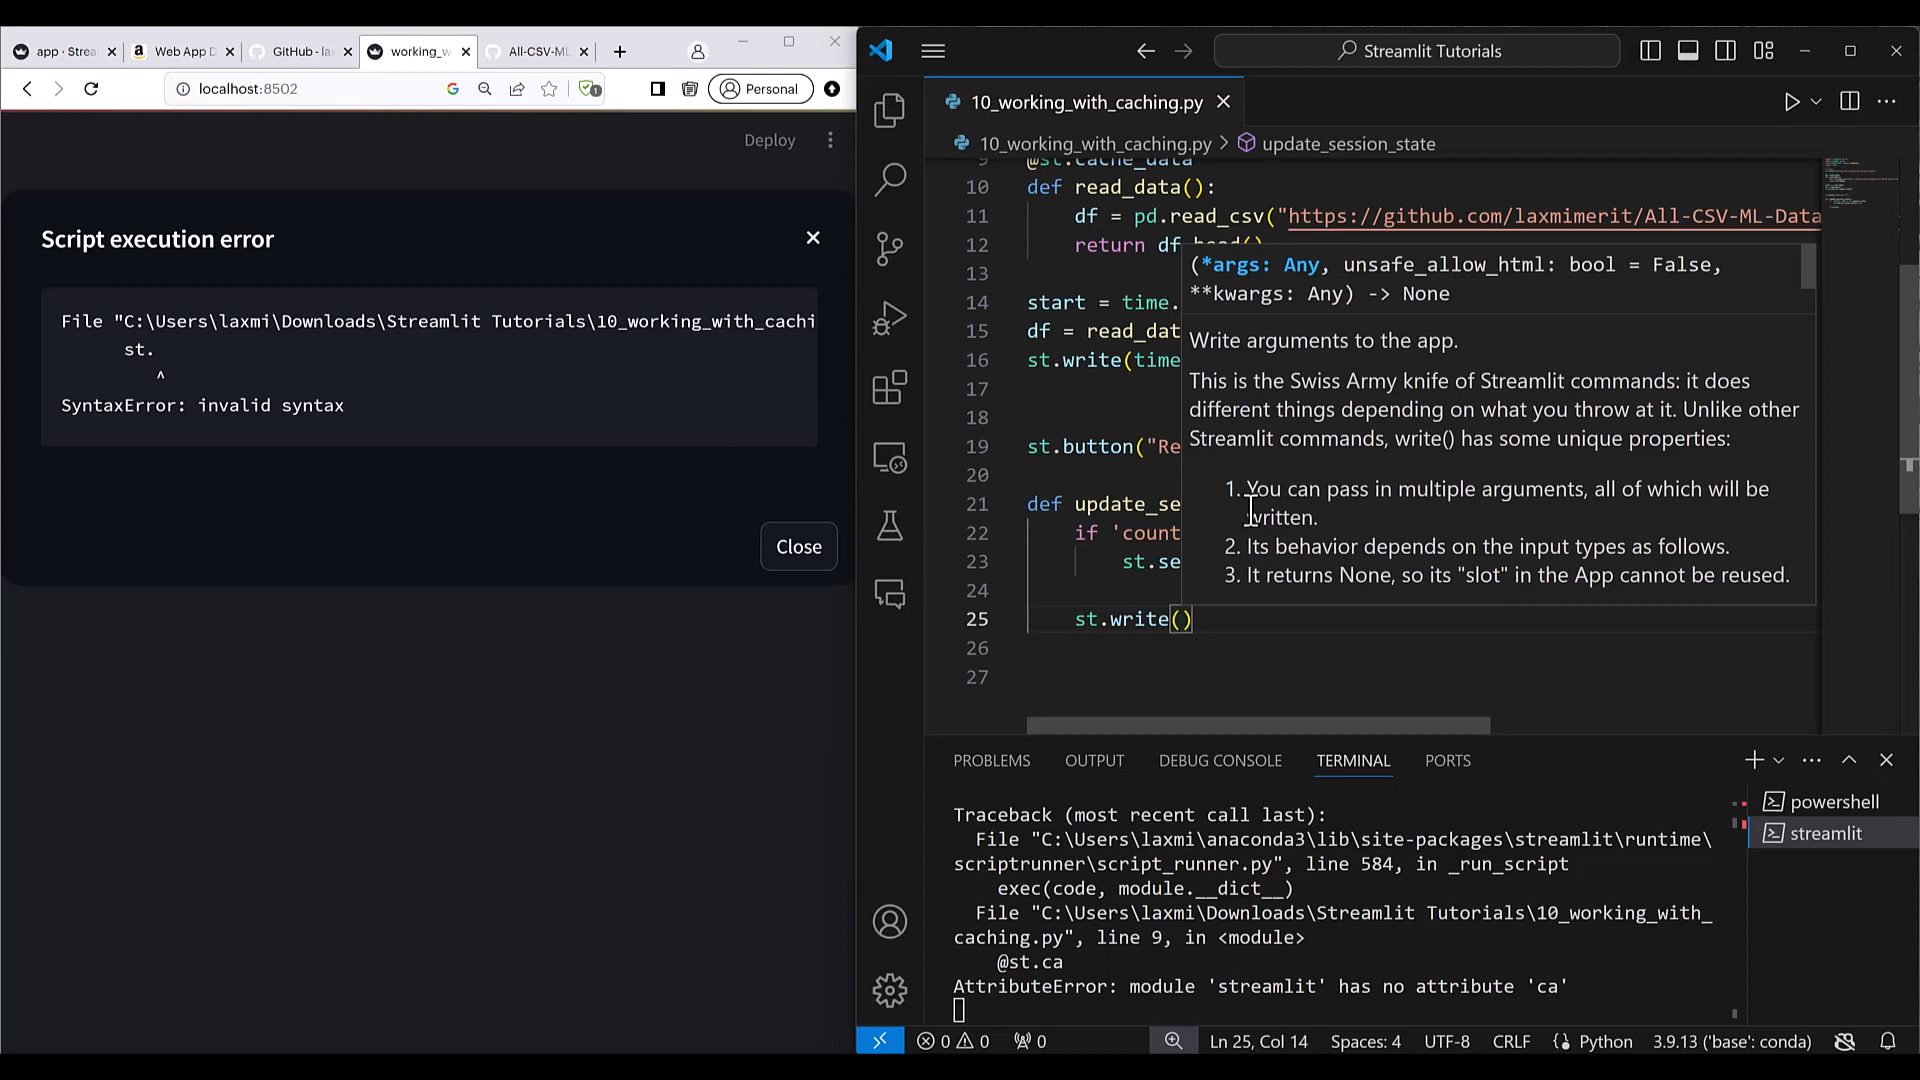 app · Strea
Web App D
GitHub - la
working_w
All-CSV-ML
localhost:8502
Personal
Deploy
Script execution error
File "C:\Users\laxmi\Downloads\Streamlit Tutorials\10_working_with_cachi
st.
^
SyntaxError: invalid syntax
Close
Streamlit Tutorials
10_working_with_caching.py
10_working_with_caching.py > update_session_state
9 @st.cache_data
10 def read_data():
11 df = pd.read_csv("https://github.com/laxmimerit/All-CSV-ML-Data
12 return df.head()
13
14 start = time.
15 df = read_dat
16 st.write(time
17
18
19 st.button("Re
20
21 def update_se
22 if 'count
23 st.se
24
25 st.write()
26
27
(*args: Any, unsafe_allow_html: bool = False,
**kwargs: Any) -> None
Write arguments to the app.
This is the Swiss Army knife of Streamlit commands: it does
different things depending on what you throw at it. Unlike other
Streamlit commands, write() has some unique properties:
1. You can pass in multiple arguments, all of which will be
written.
2. Its behavior depends on the input types as follows.
3. It returns None, so its "slot" in the App cannot be reused.
PROBLEMS OUTPUT DEBUG CONSOLE TERMINAL PORTS
Traceback (most recent call last):
File "C:\Users\laxmi\anaconda3\lib\site-packages\streamlit\runtime\
scriptrunner\script_runner.py", line 584, in _run_script
exec(code, module.__dict__)
File "C:\Users\laxmi\Downloads\Streamlit Tutorials\10_working_with_
caching.py", line 9, in <module>
@st.ca
AttributeError: module 'streamlit' has no attribute 'ca'
powershell
streamlit
0 0 0 Ln 25, Col 14 Spaces: 4 UTF-8 CRLF Python 3.9.13 ('base': conda)